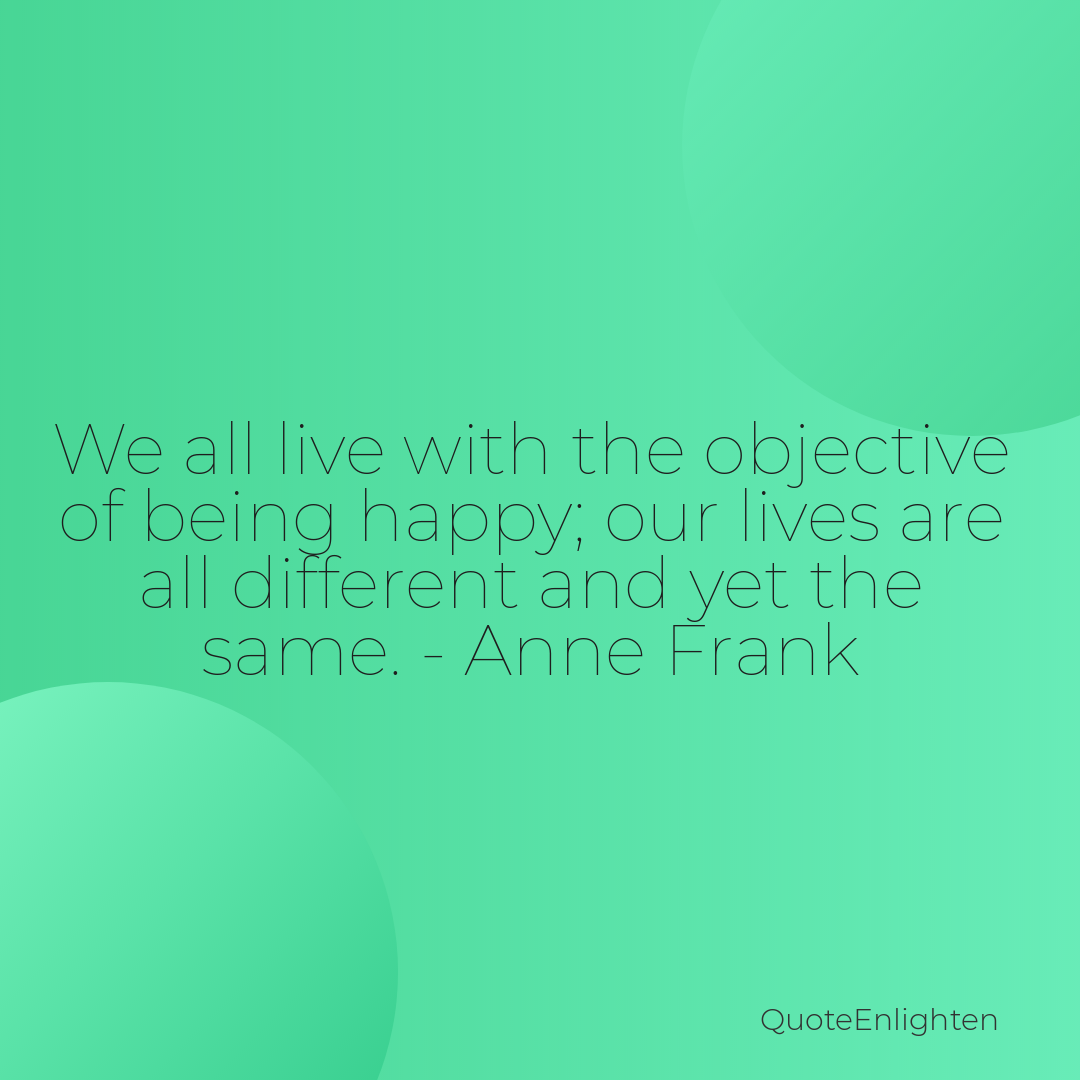 We all live with the objective
of being happy; our lives are
all different and yet the
same. - Anne Frank
QuoteEnlighten